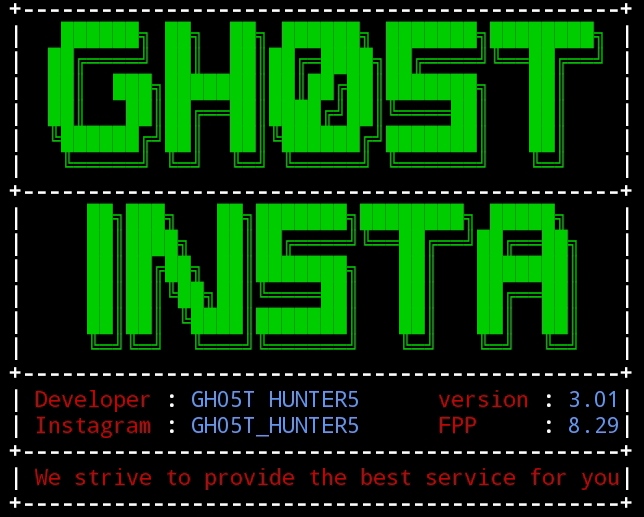 GH0ST
INSTA
Developer : GH05T HUNTER5 version : 3.01
Instagram : GH05T_HUNTER5 FPP : 8.29
We strive to provide the best service for you